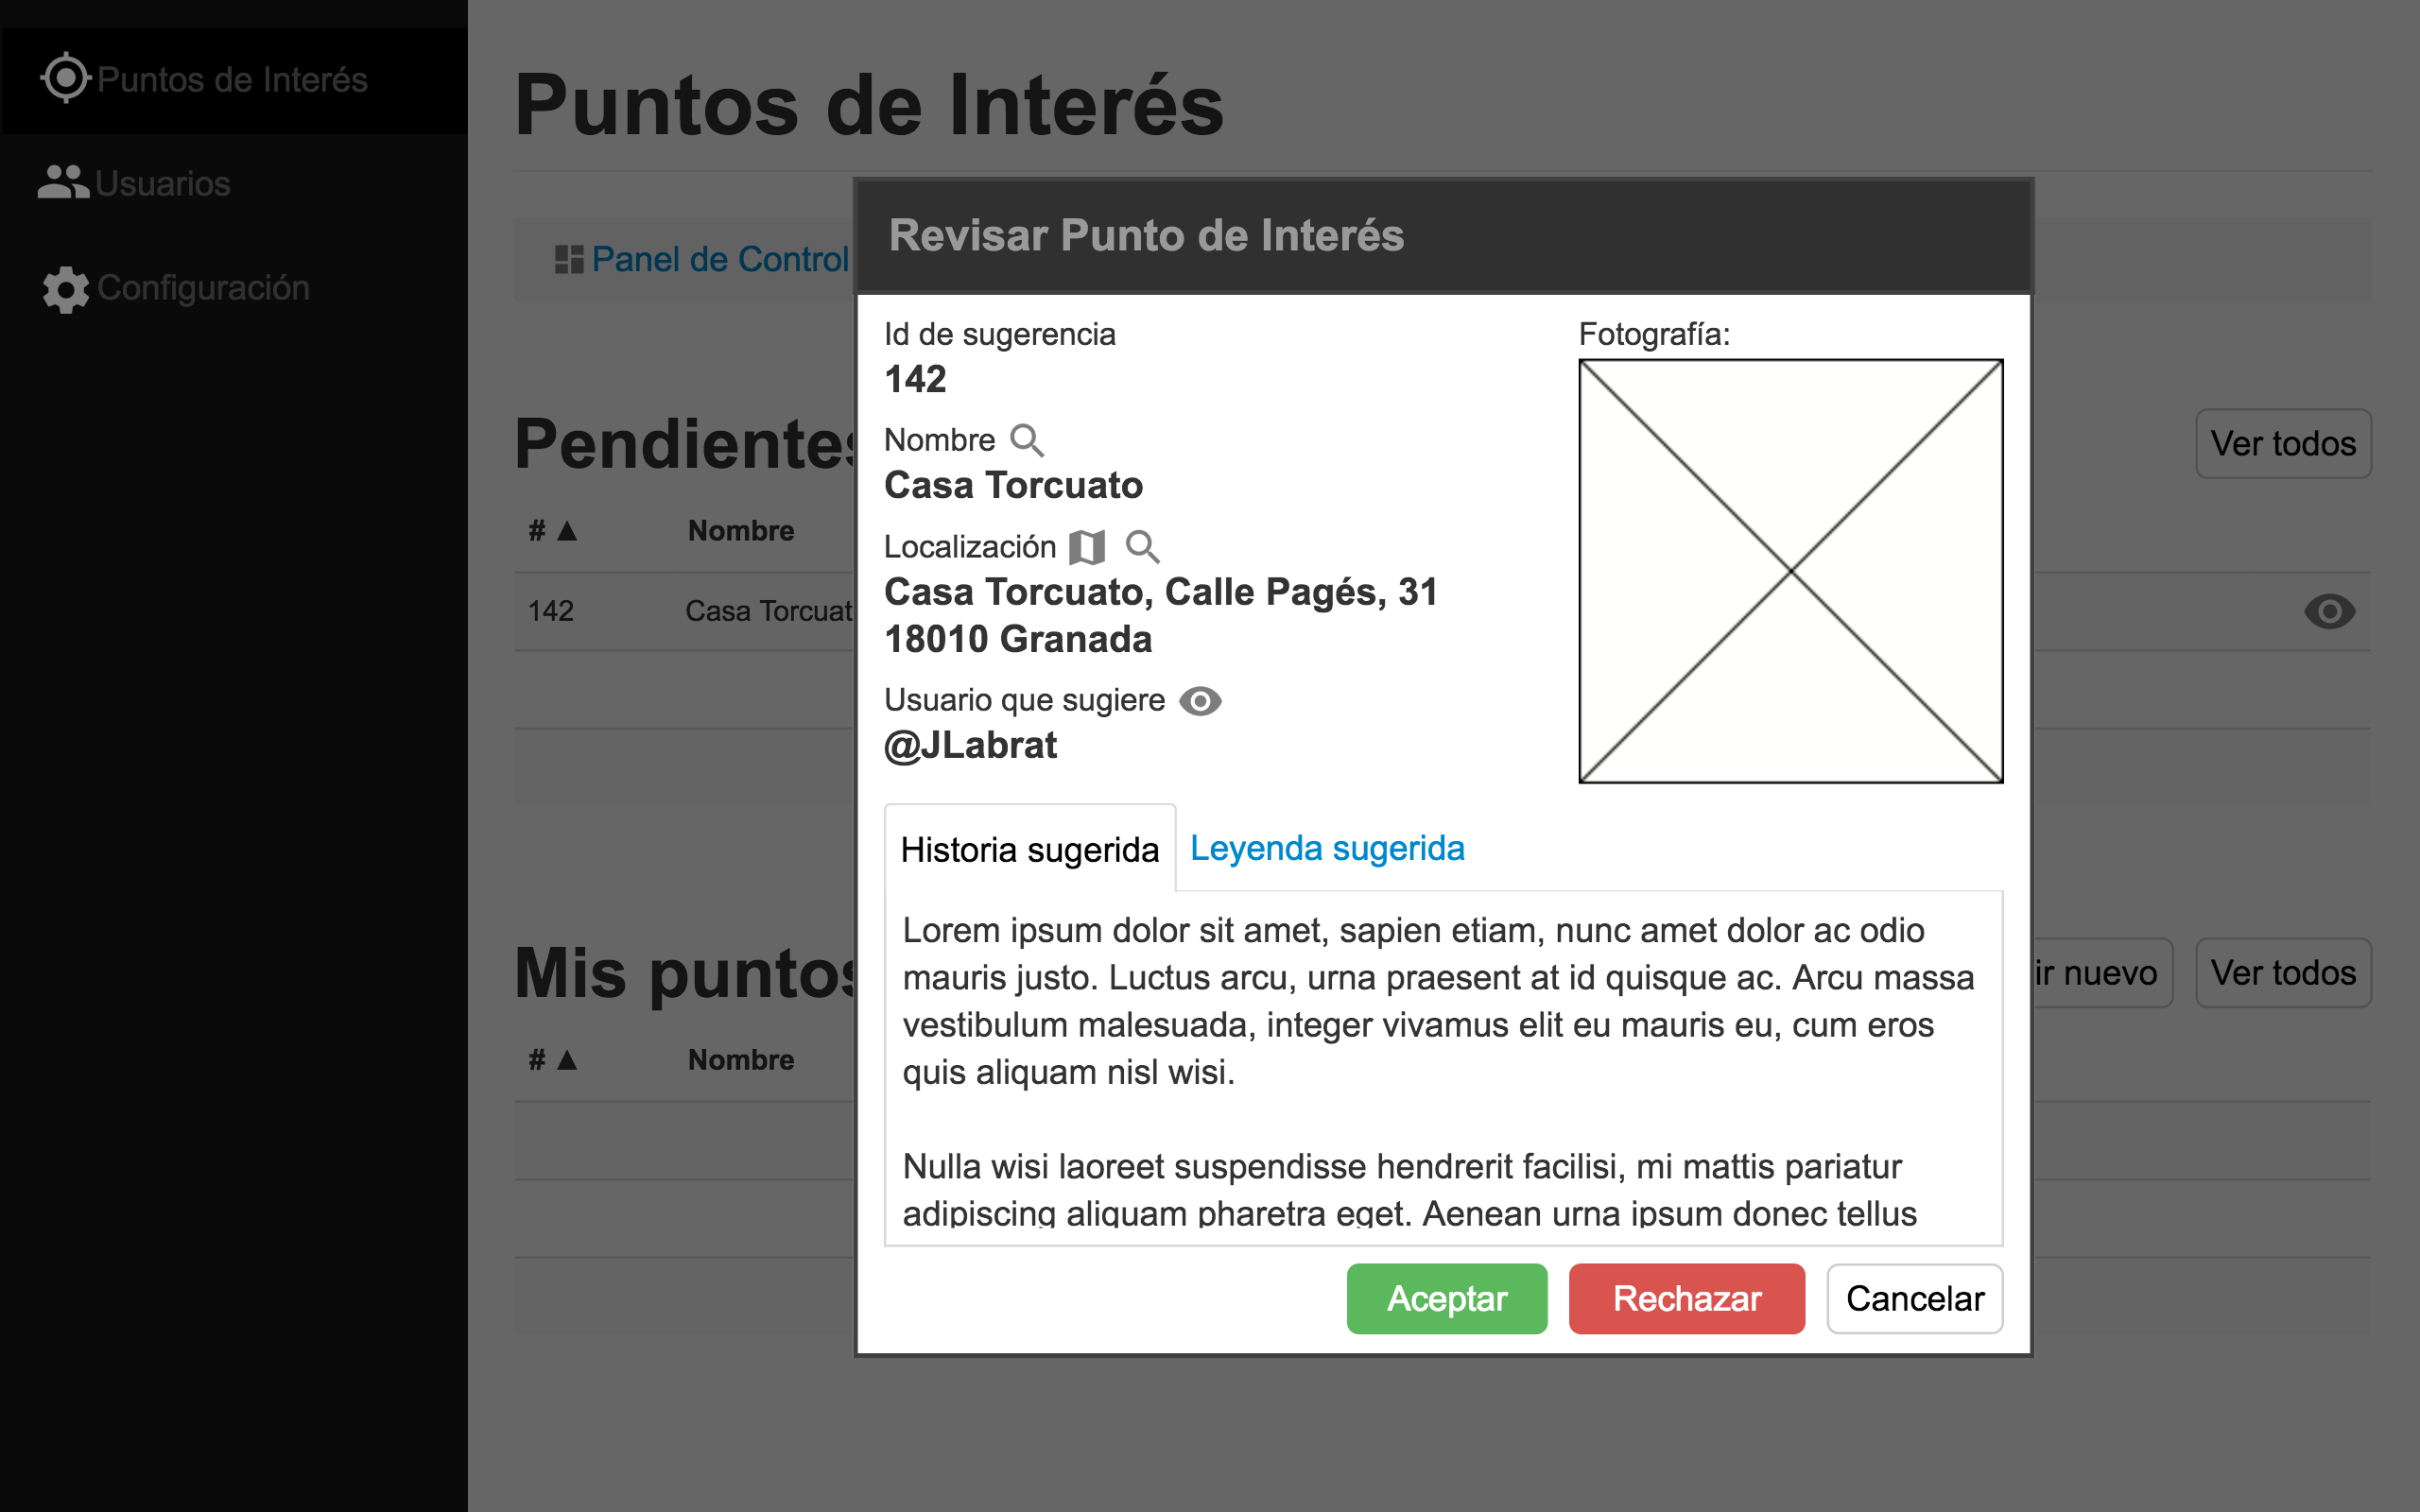 Puntos de Interés
Usuarios
Configuración
Puntos de Interés
Panel de Control
Pendientes
Ver todos
# ▲ Nombre
142 Casa
Mis puntos
nuevo
Ver todos
# ▲ Nombre
Revisar Punto de Interés
Id de sugerencia
142
Nombre
Casa Torcuato
Localización
Casa Torcuato, Calle Pagés, 31
18010 Granada
Usuario que sugiere
@JLabrat
Fotografía:
Historia sugerida
Leyenda sugerida
Lorem ipsum dolor sit amet, sapien etiam, nunc amet dolor ac odio
mauris justo. Luctus arcu, urna praesent at id quisque ac. Arcu massa
vestibulum malesuada, integer vivamus elit eu mauris eu, cum eros
quis aliquam nisl wisi.
Nulla wisi laoreet suspendisse hendrerit facilisi, mi mattis pariatur
adipiscing aliquam pharetra eget. Aenean urna ipsum donec tellus
Aceptar
Rechazar
Cancelar